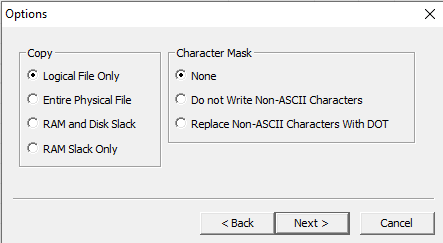 Options
Copy
Logical File Only
Entire Physical File
RAM and Disk Slack
RAM Slack Only
Character Mask
None
Do not Write Non-ASCII Characters
Replace Non-ASCII Characters With DOT
< Back
Next >
Cancel